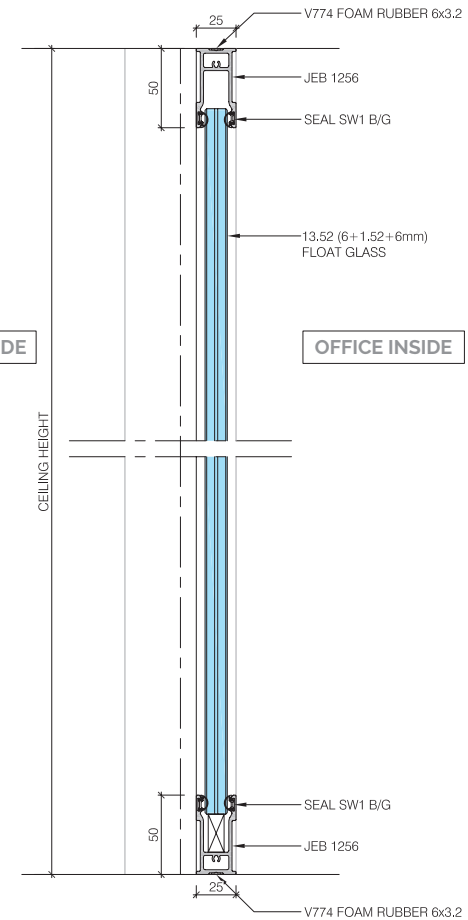 25
V774 FOAM RUBBER 6x3.2
50
JEB 1256
SEAL SW1 B/G
13.52 (6+1.52+6mm)
FLOAT GLASS
DE
OFFICE INSIDE
CEILING HEIGHT
SEAL SW1 B/G
50
JEB 1256
25
V774 FOAM RUBBER 6x3.2